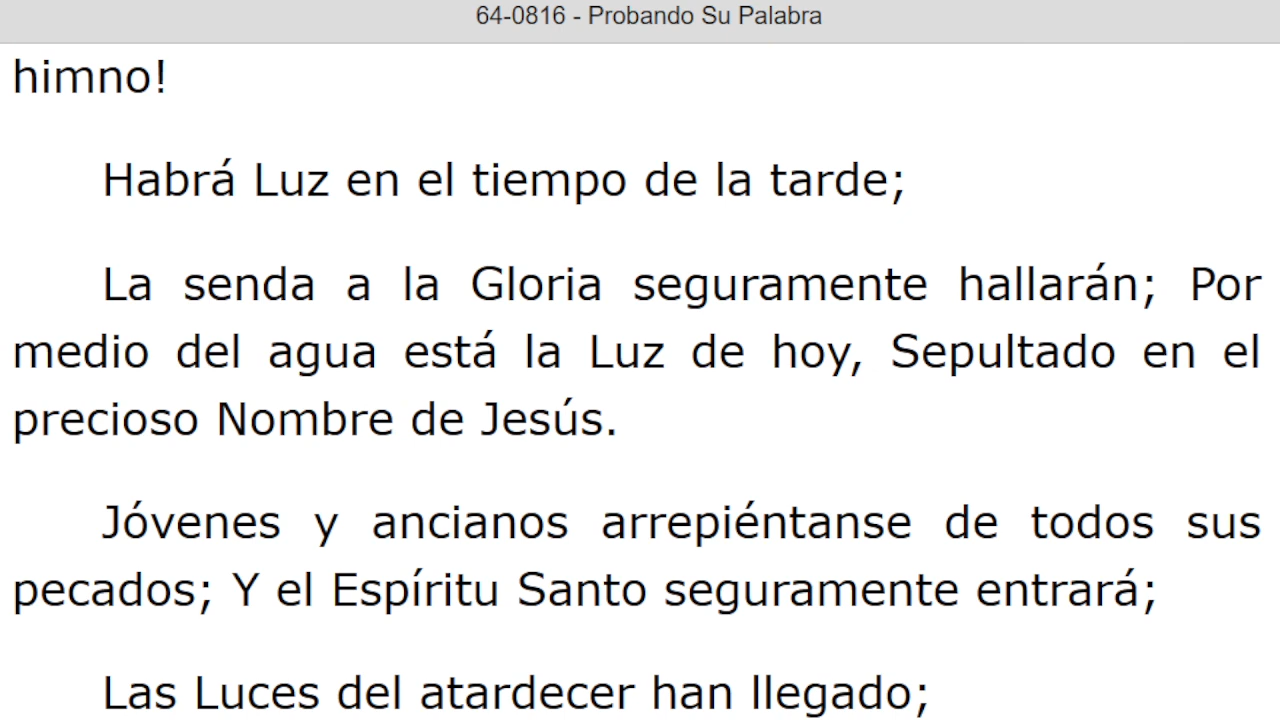 64-0816 - Probando Su Palabra
himno!
Habrá Luz en el tiempo de la tarde;
La senda a la Gloria seguramente hallarán; Por
medio del agua está la Luz de hoy, Sepultado en el
precioso Nombre de Jesús.
Jóvenes y ancianos arrepiéntanse de todos sus
pecados; Y el Espíritu Santo seguramente entrará;
Las Luces del atardecer han llegado;